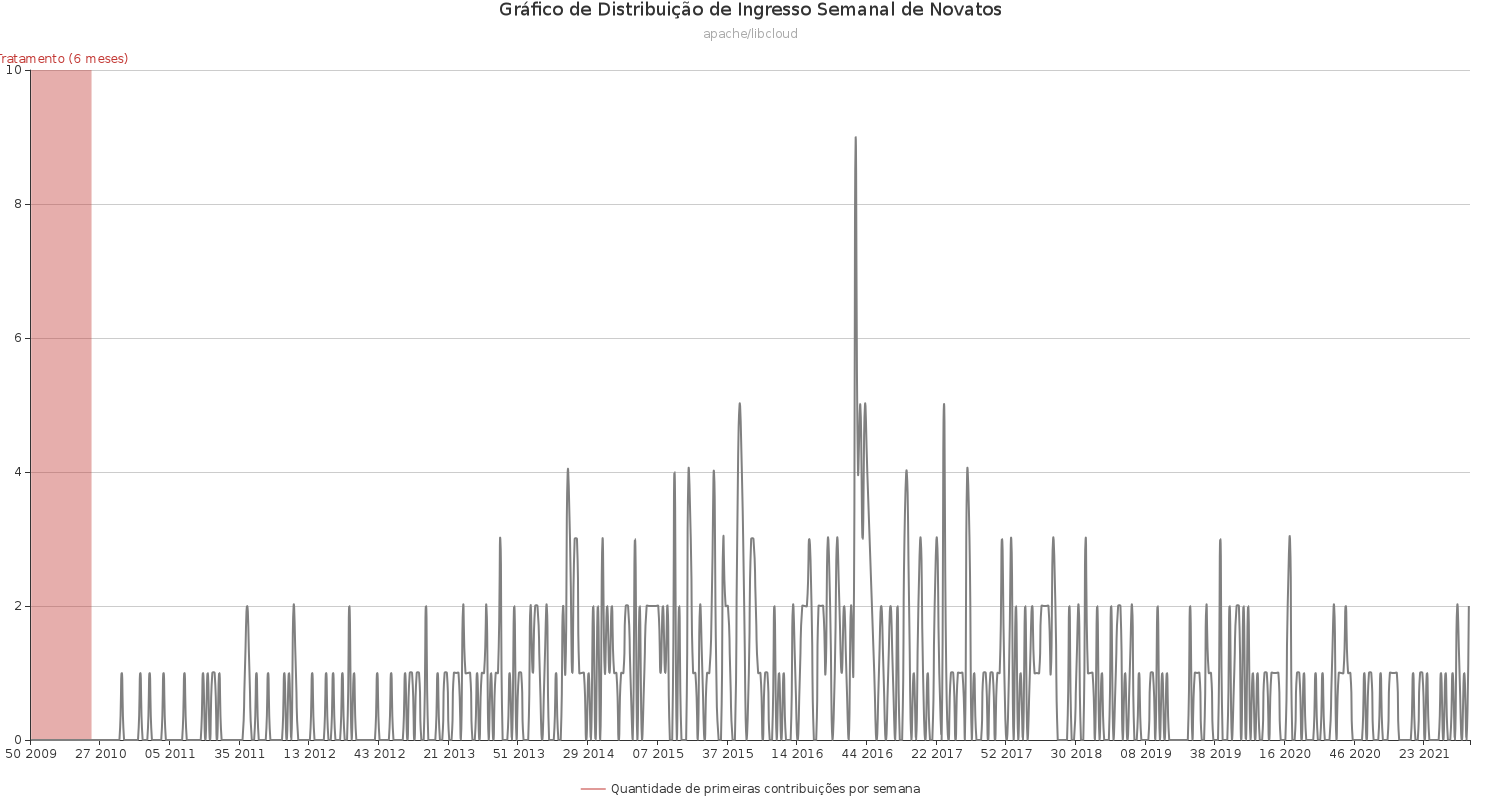 Gráfico de Distribuição de Ingresso Semanal de Novatos
apache/libcloud
Tratamento (6 meses)
10
8
6
4
2
0
50 2009 27 2010 05 2011 35 2011 13 2012 43 2012 21 2013 51 2013 29 2014 07 2015 37 2015 14 2016 44 2016 22 2017 52 2017 30 2018 08 2019 38 2019 16 2020 46 2020 23 2021
Quantidade de primeiras contribuições por semana